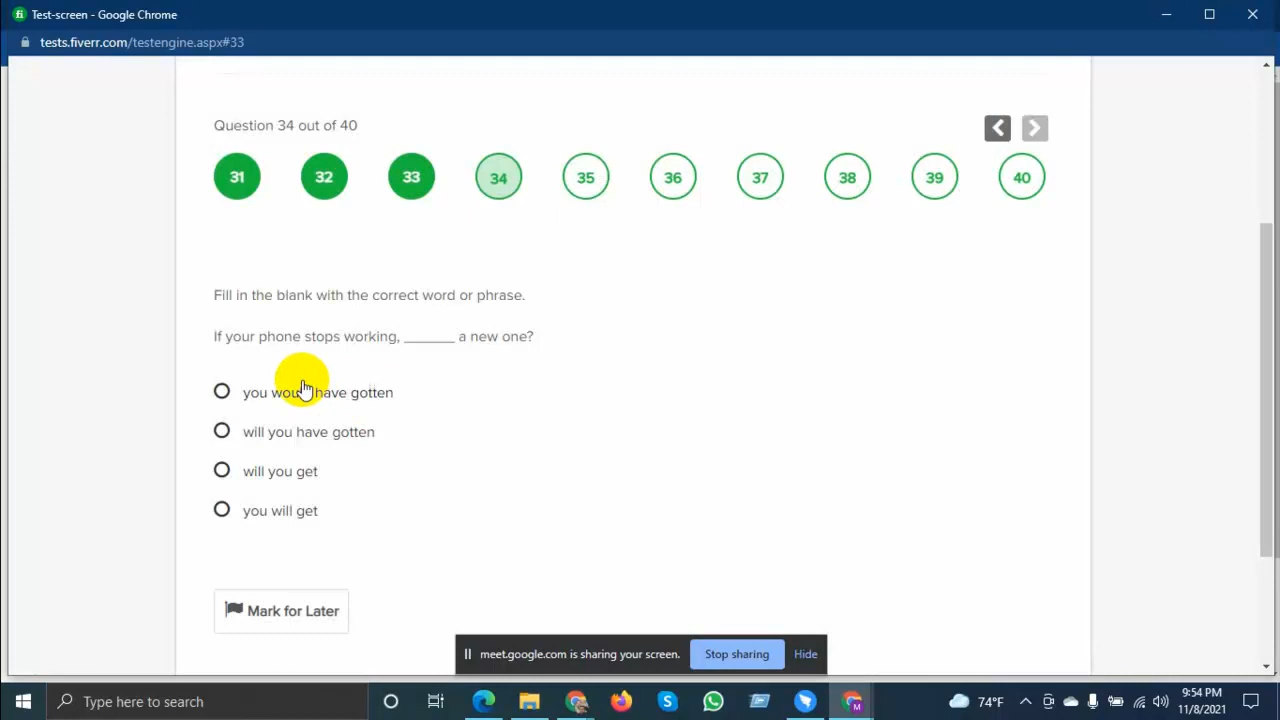 Test-screen - Google Chrome
tests.fiverr.com/testengine.aspx#33
Question 34 out of 40
31 32 33 34 35 36 37 38 39 40
Fill in the blank with the correct word or phrase.
If your phone stops working, ______ a new one?
you would have gotten
will you have gotten
will you get
you will get
Mark for Later
meet.google.com is sharing your screen. Stop sharing Hide
Type here to search
74°F
9:54 PM
11/8/2021